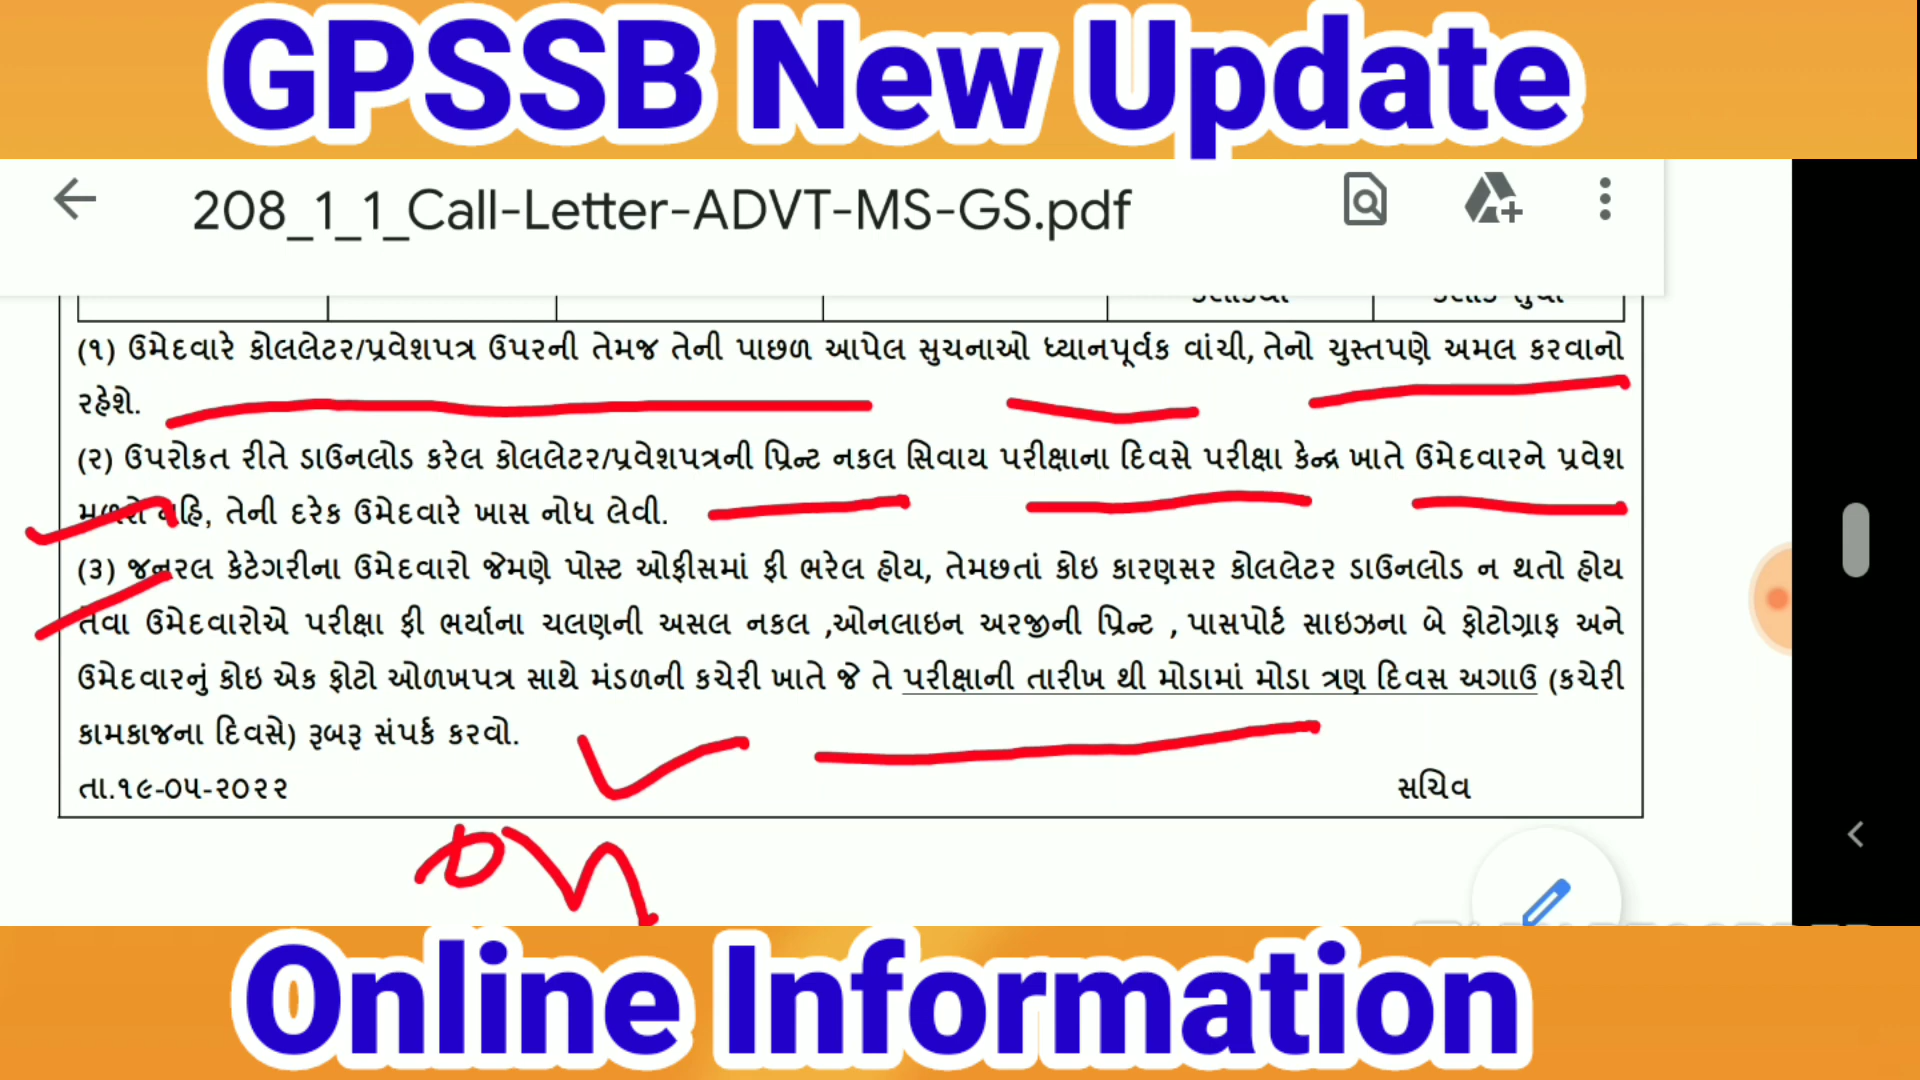 GPSSB New Update
208_1_1_Call-Letter-ADVT-MS-GS.pdf
(૧) ઉમેદવારે કોલલેટર/પ્રવેશપત્ર ઉપરની તેમજ તેની પાછળ આપેલ સુચનાઓ ધ્યાનપૂર્વક વાંચી, તેનો ચુસ્તપણે અમલ કરવાનો
રહેશે.
(૨) ઉપરોકત રીતે ડાઉનલોડ કરેલ કોલલેટર/પ્રવેશપત્રની પ્રિન્ટ નકલ સિવાય પરીક્ષાના દિવસે પરીક્ષા કેન્દ્ર ખાતે ઉમેદવારને પ્રવેશ
મળશે નહિ, તેની દરેક ઉમેદવારે ખાસ નોધ લેવી.
(૩) જનરલ કેટેગરીના ઉમેદવારો જેમણે પોસ્ટ ઓફીસમાં ફી ભરેલ હોય, તેમછતાં કોઇ કારણસર કોલલેટર ડાઉનલોડ ન થતો હોય
તેવા ઉમેદવારોએ પરીક્ષા ફી ભર્યાના ચલણની અસલ નકલ ,ઓનલાઇન અરજીની પ્રિન્ટ , પાસપોર્ટ સાઇઝના બે ફોટોગ્રાફ અને
ઉમેદવારનું કોઇ એક ફોટો ઓળખપત્ર સાથે મંડળની કચેરી ખાતે જે તે પરીક્ષાની તારીખ થી મોડામાં મોડા ત્રણ દિવસ અગાઉ (કચેરી
કામકાજના દિવસે) રૂબરૂ સંપર્ક કરવો.
તા.૧૯-૦૫-૨૦૨૨ સચિવ
Online Information